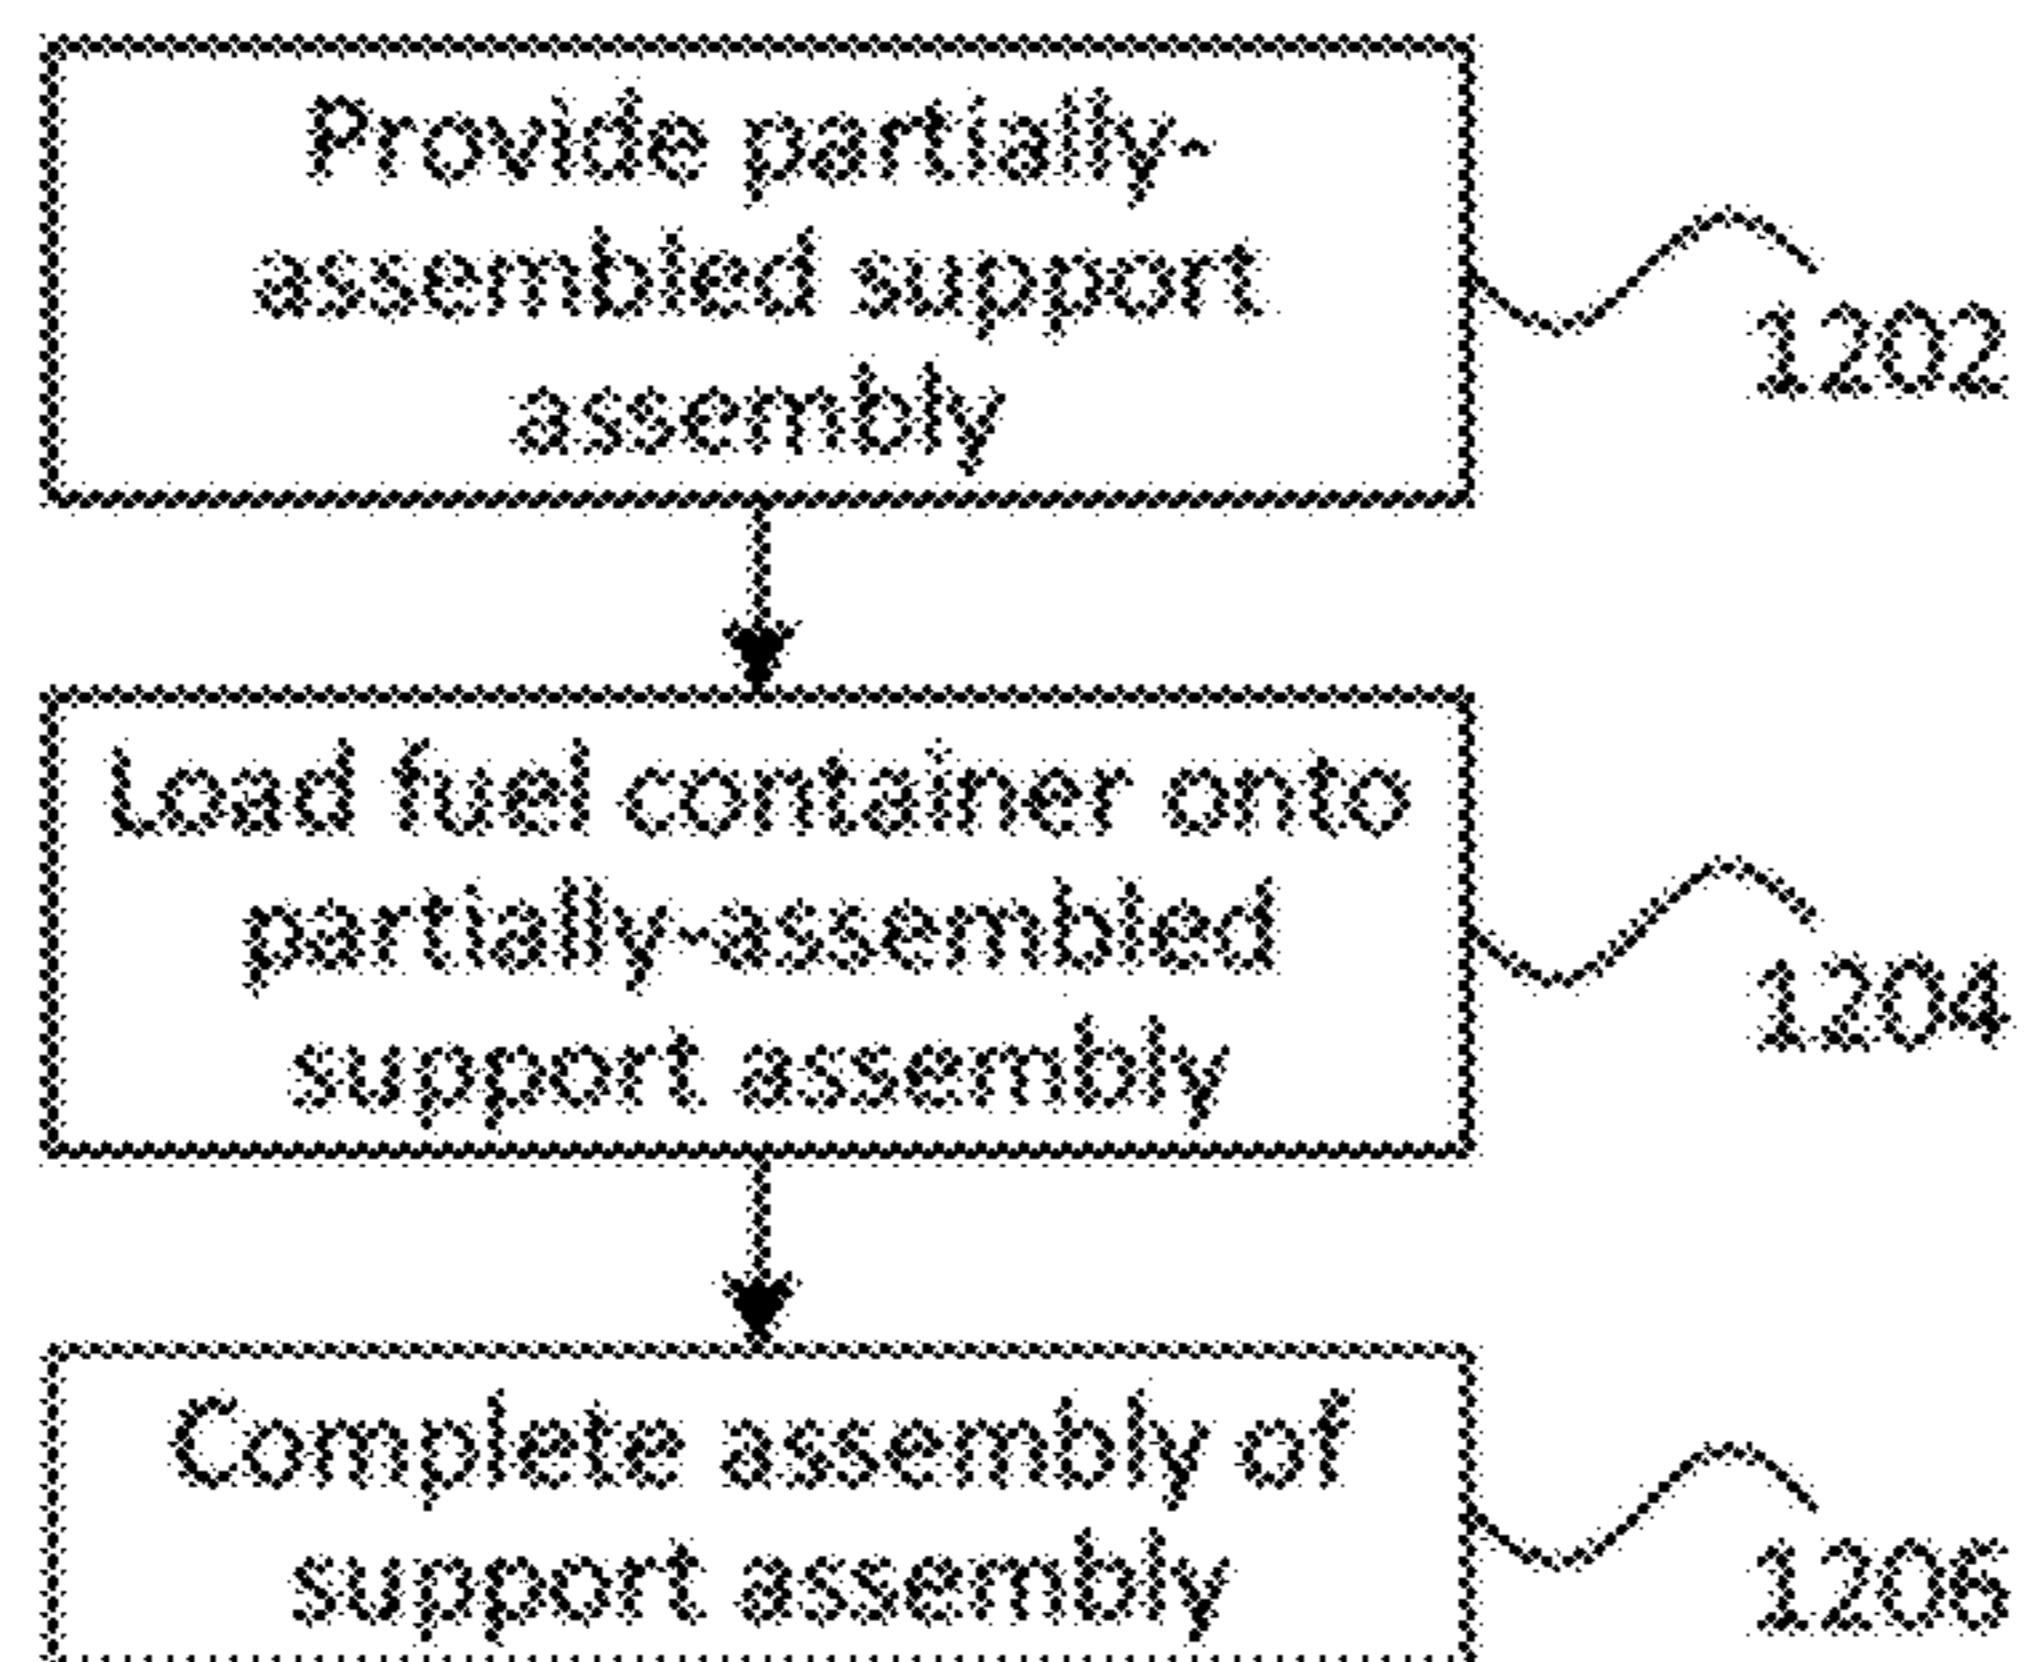 Provide partially-
assembled support
assembly
1202
Load fuel container onto
partially-assembled
support assembly
1204
Complete assembly of
support assembly
1206